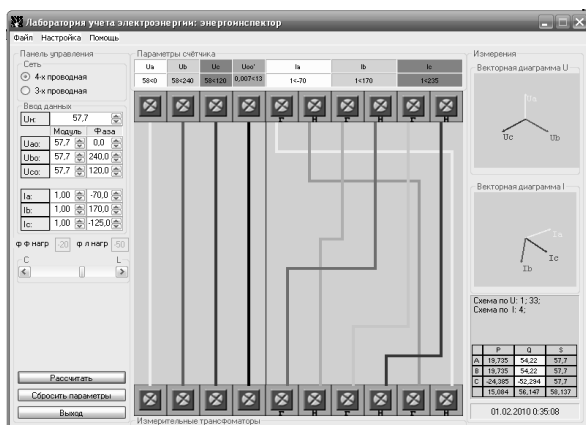 Лаборатория учета электроэнергии: энергоинспектор
Файл Настройка Помощь
Панель управления
Сеть
4-х проводная
3-х проводная
Ввод данных
Uн: 57,7
Модуль Фаза
Uао: 57,7 0,0
Ubo: 57,7 240,0
Uco: 57,7 120,0
Ia: 1,00 -70,0
Ib: 1,00 170,0
Ic: 1,00 -125,0
φ ф нагр -20 φ л нагр -50
С L
Рассчитать
Сбросить параметры
Выход
Параметры счётчика
Ua Ub Uc Uoo' Ia Ib Ic
58<0 58<240 58<120 0,007<13 1<-70 1<170 1<235
Г Н Г Н Г Н
Г Н Г Н Г Н
Измерительные трансфоматоры
Измерения
Векторная диаграмма U
Ua
Uc Ub
Векторная диаграмма I
Ia
Ic
Ib
Схема по U: 1; 33;
Схема по I: 4;
P Q S
A 19,735 54,22 57,7
B 19,735 54,22 57,7
C -24,385 -52,294 57,7
15,084 56,147 58,137
01.02.2010 0:35:08